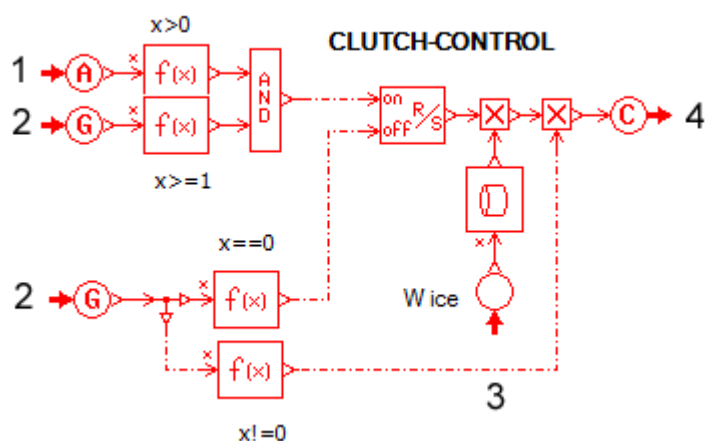 x>0
CLUTCH-CONTROL
1 A x f(x)
AND
2 G f(x)
x>=1
on
off
R/S
X X C 4
x
x==0
2 G x f(x)
W ice
x f(x)
3
x!=0